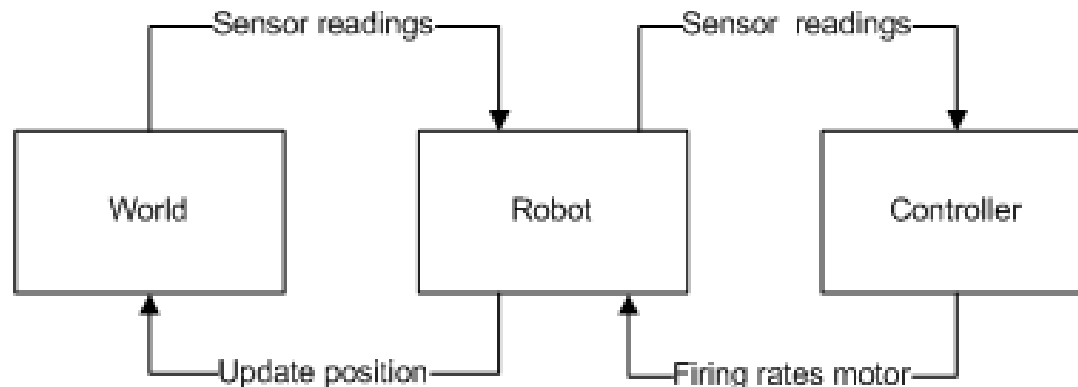 Sensor readings
Sensor readings
World
Robot
Controller
Update position
Firing rates motor